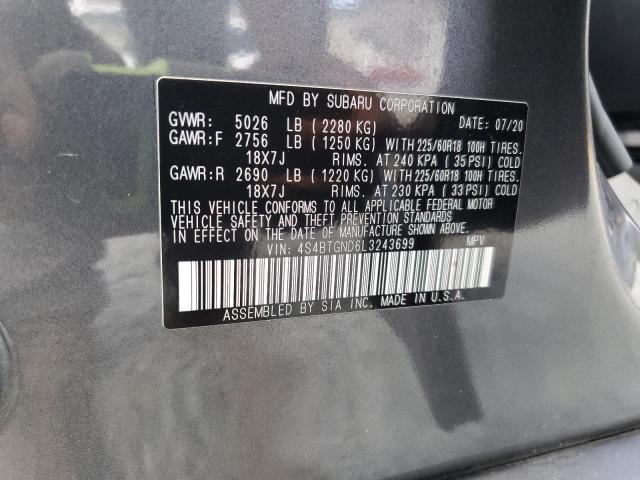 MFD BY SUBARU CORPORATION
GVWR: 5026 LB ( 2280 KG) DATE: 07/20
GAWR:F 2756 LB ( 1250 KG) WITH 225/60R18 100H TIRES.
18X7J RIMS. AT 240 KPA ( 35 PSI) COLD
GAWR:R 2690 LB ( 1220 KG) WITH 225/60R18 100H TIRES.
18X7J RIMS. AT 230 KPA ( 33 PSI) COLD
THIS VEHICLE CONFORMS TO ALL APPLICABLE FEDERAL MOTOR
VEHICLE SAFETY AND THEFT PREVENTION STANDARDS
IN EFFECT ON THE DATE OF MANUFACTURE SHOWN ABOVE.
VIN: 4S4BTGND6L3243699 MPV
ASSEMBLED BY SIA INC. MADE IN U.S.A.